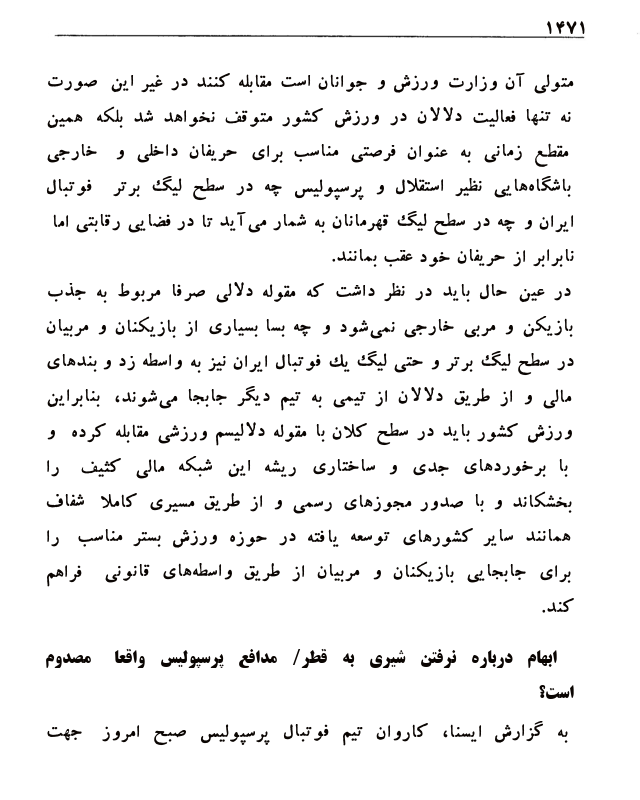 ۱۴۷۱
متولی آن وزارت ورزش و جوانان است مقابله کنند در غیر این صورت
نه تنها فعالیت دلالان در ورزش کشور متوقف نخواهد شد بلکه همین
مقطع زمانی به عنوان فرصتی مناسب برای حریفان داخلی و خارجی
باشگاه‌هایی نظیر استقلال و پرسپولیس چه در سطح لیگ برتر فوتبال
ایران و چه در سطح لیگ قهرمانان به شمار می‌آید تا در فضایی رقابتی اما
نابرابر از حریفان خود عقب بمانند.
در عین حال باید در نظر داشت که مقوله دلالی صرفا مربوط به جذب
بازیکن و مربی خارجی نمی‌شود و چه بسا بسیاری از بازیکنان و مربیان
در سطح لیگ برتر و حتی لیگ یك فوتبال ایران نیز به واسطه زد و بندهای
مالی و از طریق دلالان از تیمی به تیم دیگر جابجا می‌شوند، بنابراین
ورزش کشور باید در سطح کلان با مقوله دلالیسم ورزشی مقابله کرده و
با برخوردهای جدی و ساختاری ریشه این شبکه مالی کثیف را
بخشکاند و با صدور مجوزهای رسمی و از طریق مسیری کاملا شفاف
همانند سایر کشورهای توسعه یافته در حوزه ورزش بستر مناسب را
برای جابجایی بازیکنان و مربیان از طریق واسطه‌های قانونی فراهم
کند.
ابهام درباره نرفتن شیری به قطر/ مدافع پرسپولیس واقعا مصدوم
است؟
به گزارش ایسنا، کاروان تیم فوتبال پرسپولیس صبح امروز جهت